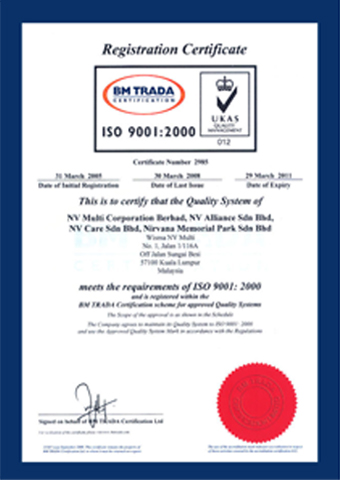 Registration Certificate
BM TRADA
CERTIFICATION
ISO 9001:2000
UKAS
QUALITY
MANAGEMENT
012
Certificate Number 2985
31 March 2005 30 March 2008 29 March 2011
Date of Initial Registration Date of Last Issue Date of Expiry
This is to certify that the Quality System of
NV Multi Corporation Berhad, NV Alliance Sdn Bhd,
NV Care Sdn Bhd, Nirvana Memorial Park Sdn Bhd
Wisma NV Multi
No. 1, Jalan 1/116A
Off Jalan Sungai Besi
57100 Kuala Lumpur
Malaysia
meets the requirements of ISO 9001: 2000
and is registered within the
BM TRADA Certification scheme for approved Quality Systems
The Scope of the approval is as shown in the Schedule
The Company agrees to maintain its Quality System to ISO 9001: 2000
and use the Approved Quality System Mark in accordance with the Regulations
Signed on behalf of BM TRADA Certification Ltd